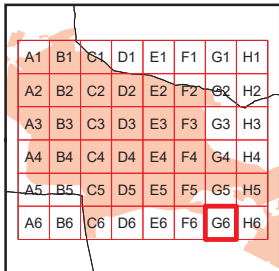 A1 B1 C1 D1 E1 F1 G1 H1
A2 B2 C2 D2 E2 F2 G2 H2
A3 B3 C3 D3 E3 F3 G3 H3
A4 B4 C4 D4 E4 F4 G4 H4
A5 B5 C5 D5 E5 F5 G5 H5
A6 B6 C6 D6 E6 F6 G6 H6